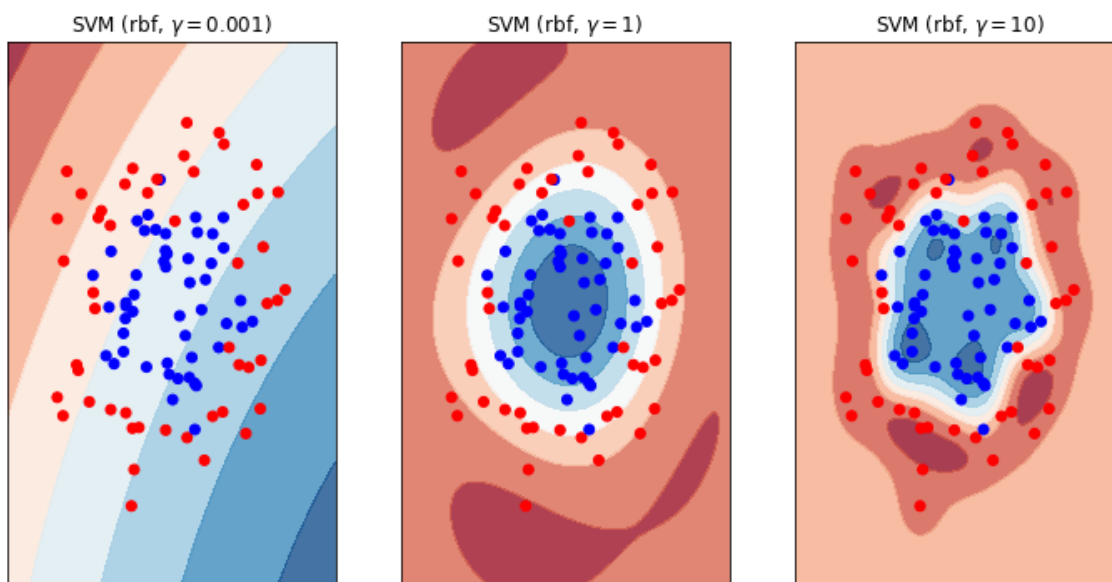 SVM (rbf, γ = 0.001)
SVM (rbf, γ = 1)
SVM (rbf, γ = 10)